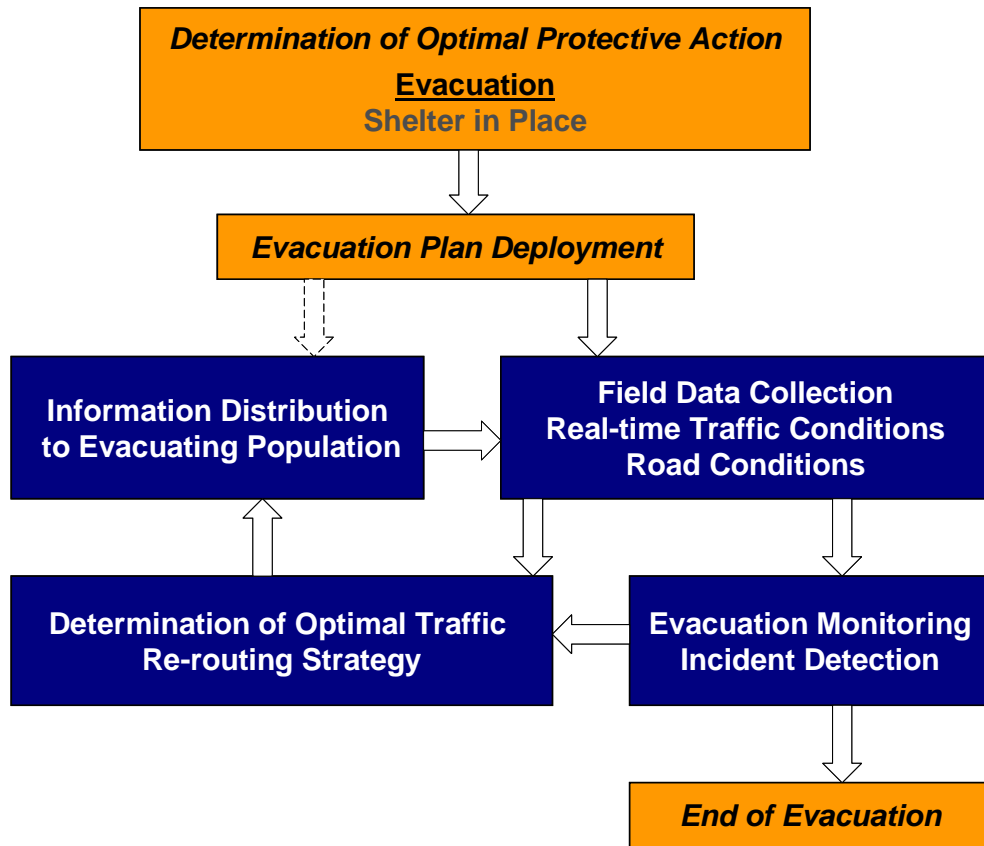 Determination of Optimal Protective Action
Evacuation
Shelter in Place
Evacuation Plan Deployment
Information Distribution
to Evacuating Population
Field Data Collection
Real-time Traffic Conditions
Road Conditions
Determination of Optimal Traffic
Re-routing Strategy
Evacuation Monitoring
Incident Detection
End of Evacuation